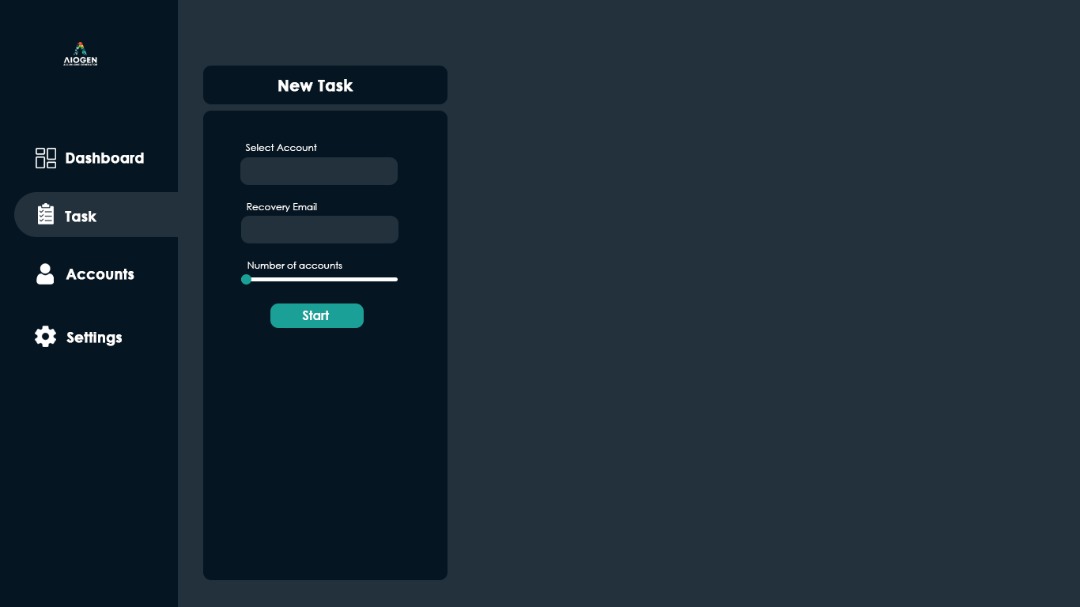 AIOGEN
Dashboard
Task
Accounts
Settings
New Task
Select Account
Recovery Email
Number of accounts
Start